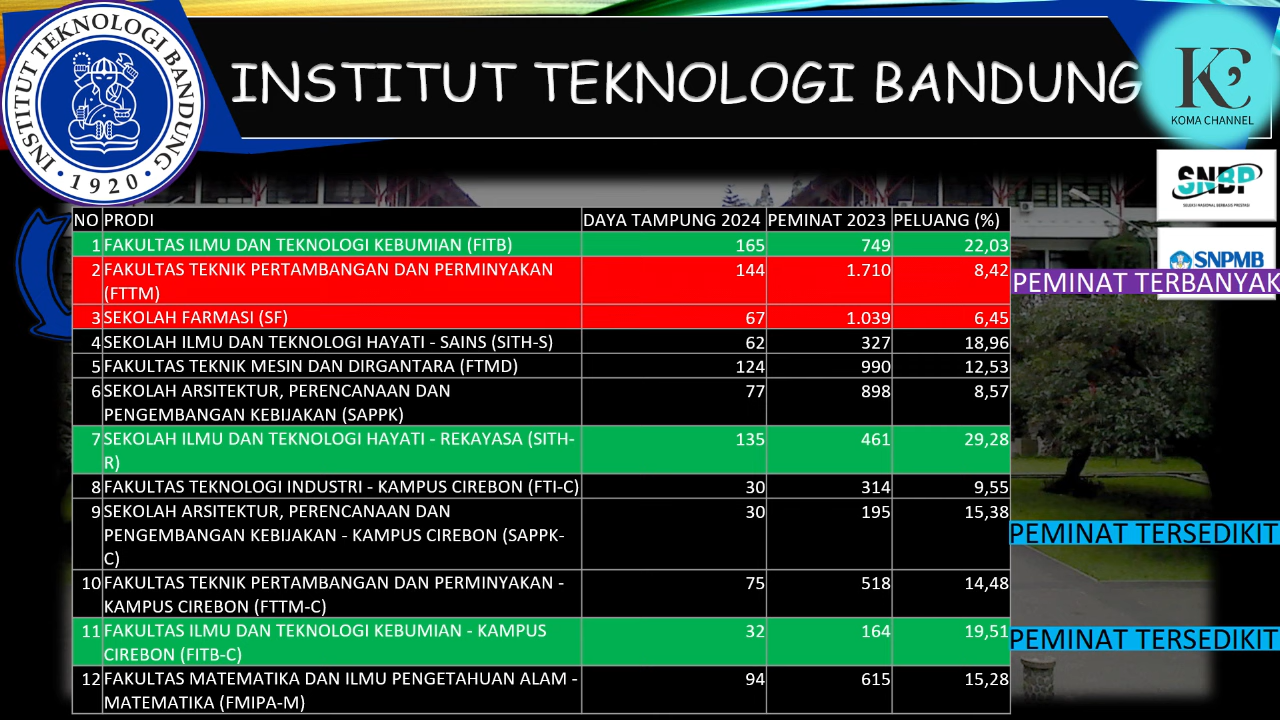 INSTITUT TEKNOLOGI BANDUNG
INSTITUT TEKNOLOGI BANDUNG
• 1920 •
KC
KOMA CHANNEL
SNBP
SELEKSI NASIONAL BERBASIS PRESTASI
SNPMB
NO PRODI DAYA TAMPUNG 2024 PEMINAT 2023 PELUANG (%)
1 FAKULTAS ILMU DAN TEKNOLOGI KEBUMIAN (FITB) 165 749 22,03
2 FAKULTAS TEKNIK PERTAMBANGAN DAN PERMINYAKAN 144 1.710 8,42
(FTTM)
PEMINAT TERBANYAK
3 SEKOLAH FARMASI (SF) 67 1.039 6,45
4 SEKOLAH ILMU DAN TEKNOLOGI HAYATI - SAINS (SITH-S) 62 327 18,96
5 FAKULTAS TEKNIK MESIN DAN DIRGANTARA (FTMD) 124 990 12,53
6 SEKOLAH ARSITEKTUR, PERENCANAAN DAN 77 898 8,57
PENGEMBANGAN KEBIJAKAN (SAPPK)
7 SEKOLAH ILMU DAN TEKNOLOGI HAYATI - REKAYASA (SITH- 135 461 29,28
R)
8 FAKULTAS TEKNOLOGI INDUSTRI - KAMPUS CIREBON (FTI-C) 30 314 9,55
9 SEKOLAH ARSITEKTUR, PERENCANAAN DAN 30 195 15,38
PENGEMBANGAN KEBIJAKAN - KAMPUS CIREBON (SAPPK-
C)
PEMINAT TERSEDIKIT
10 FAKULTAS TEKNIK PERTAMBANGAN DAN PERMINYAKAN - 75 518 14,48
KAMPUS CIREBON (FTTM-C)
11 FAKULTAS ILMU DAN TEKNOLOGI KEBUMIAN - KAMPUS 32 164 19,51
CIREBON (FITB-C)
PEMINAT TERSEDIKIT
12 FAKULTAS MATEMATIKA DAN ILMU PENGETAHUAN ALAM - 94 615 15,28
MATEMATIKA (FMIPA-M)